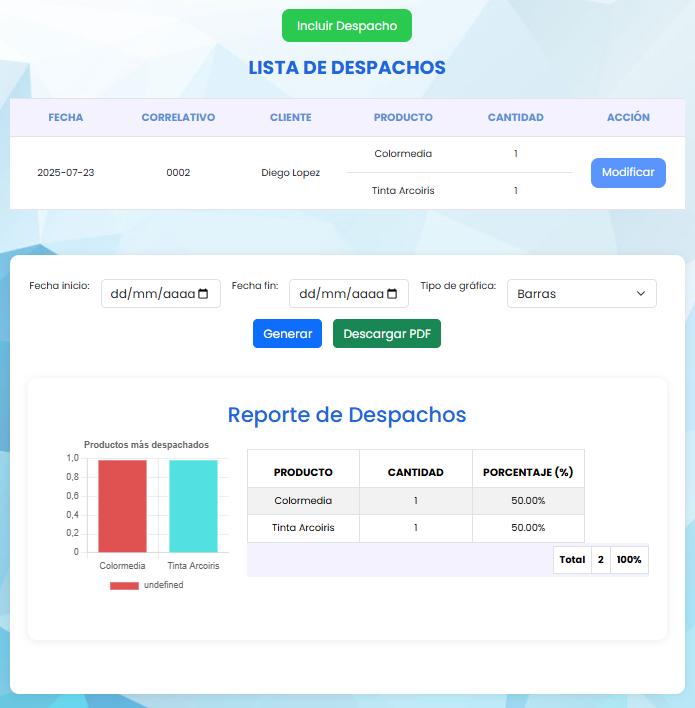 Incluir Despacho
LISTA DE DESPACHOS
FECHA CORRELATIVO CLIENTE PRODUCTO CANTIDAD ACCIÓN
2025-07-23 0002 Diego Lopez Colormedia 1 Modificar
Tinta Arcoiris 1
Fecha inicio: dd/mm/aaaa Fecha fin: dd/mm/aaaa Tipo de gráfica: Barras
Generar Descargar PDF
Reporte de Despachos
Productos más despachados
1,0
0,8
0,6
0,4
0,2
0
Colormedia Tinta Arcoiris
undefined
PRODUCTO CANTIDAD PORCENTAJE (%)
Colormedia 1 50.00%
Tinta Arcoiris 1 50.00%
Total 2 100%